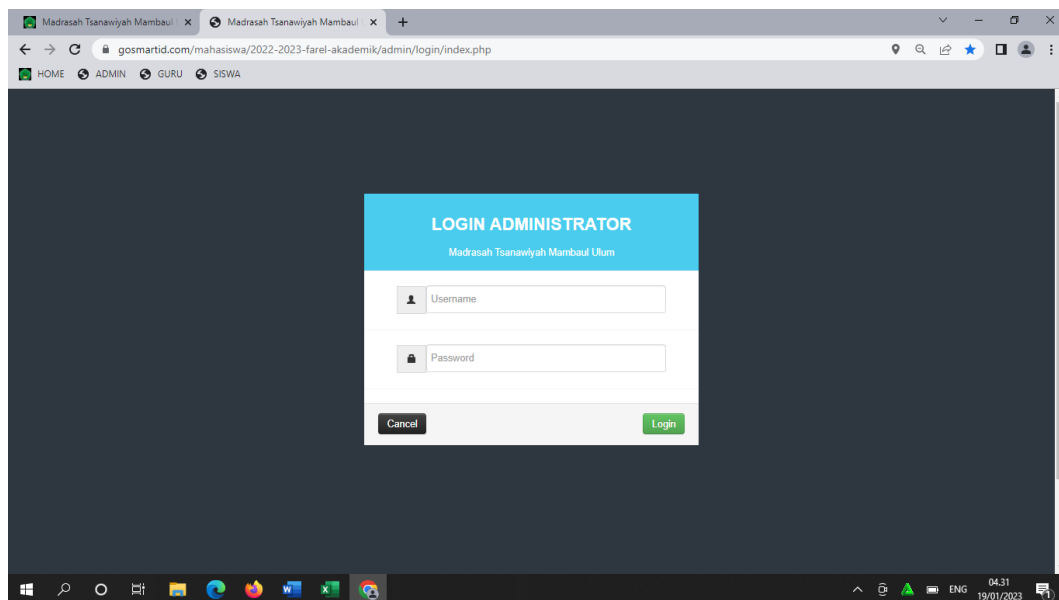 Madrasah Tsanawiyah Mambaul
Madrasah Tsanawiyah Mambaul
gosmartid.com/mahasiswa/2022-2023-farel-akademik/admin/login/index.php
HOME ADMIN GURU SISWA
LOGIN ADMINISTRATOR
Madrasah Tsanawiyah Mambaul Ulum
Username
Password
Cancel Login
ENG
04.31
19/01/2023
1